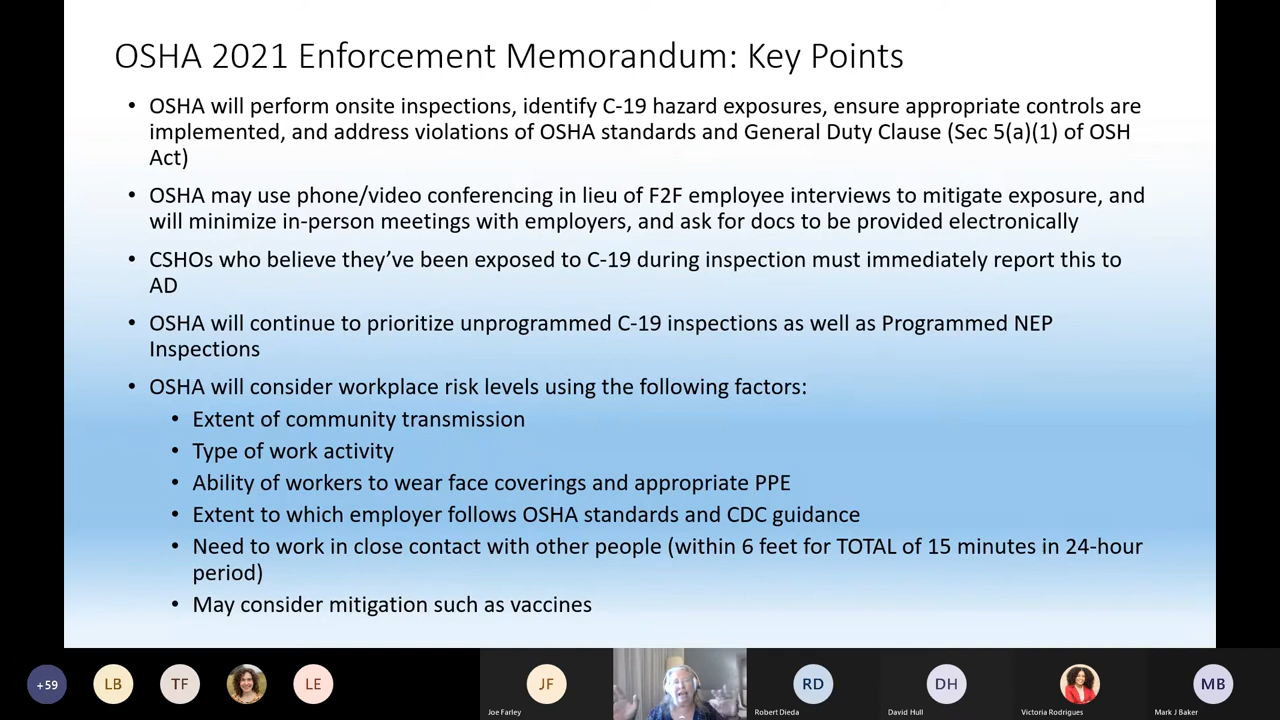 OSHA 2021 Enforcement Memorandum: Key Points
• OSHA will perform onsite inspections, identify C-19 hazard exposures, ensure appropriate controls are
implemented, and address violations of OSHA standards and General Duty Clause (Sec 5(a)(1) of OSH
Act)
• OSHA may use phone/video conferencing in lieu of F2F employee interviews to mitigate exposure, and
will minimize in-person meetings with employers, and ask for docs to be provided electronically
• CSHOs who believe they've been exposed to C-19 during inspection must immediately report this to
AD
• OSHA will continue to prioritize unprogrammed C-19 inspections as well as Programmed NEP
Inspections
• OSHA will consider workplace risk levels using the following factors:
• Extent of community transmission
• Type of work activity
• Ability of workers to wear face coverings and appropriate PPE
• Extent to which employer follows OSHA standards and CDC guidance
• Need to work in close contact with other people (within 6 feet for TOTAL of 15 minutes in 24-hour
period)
• May consider mitigation such as vaccines
+59 LB TF LE JF RD DH MB
Joe Farley Robert Dieda David Hull Victoria Rodrigues Mark J Baker